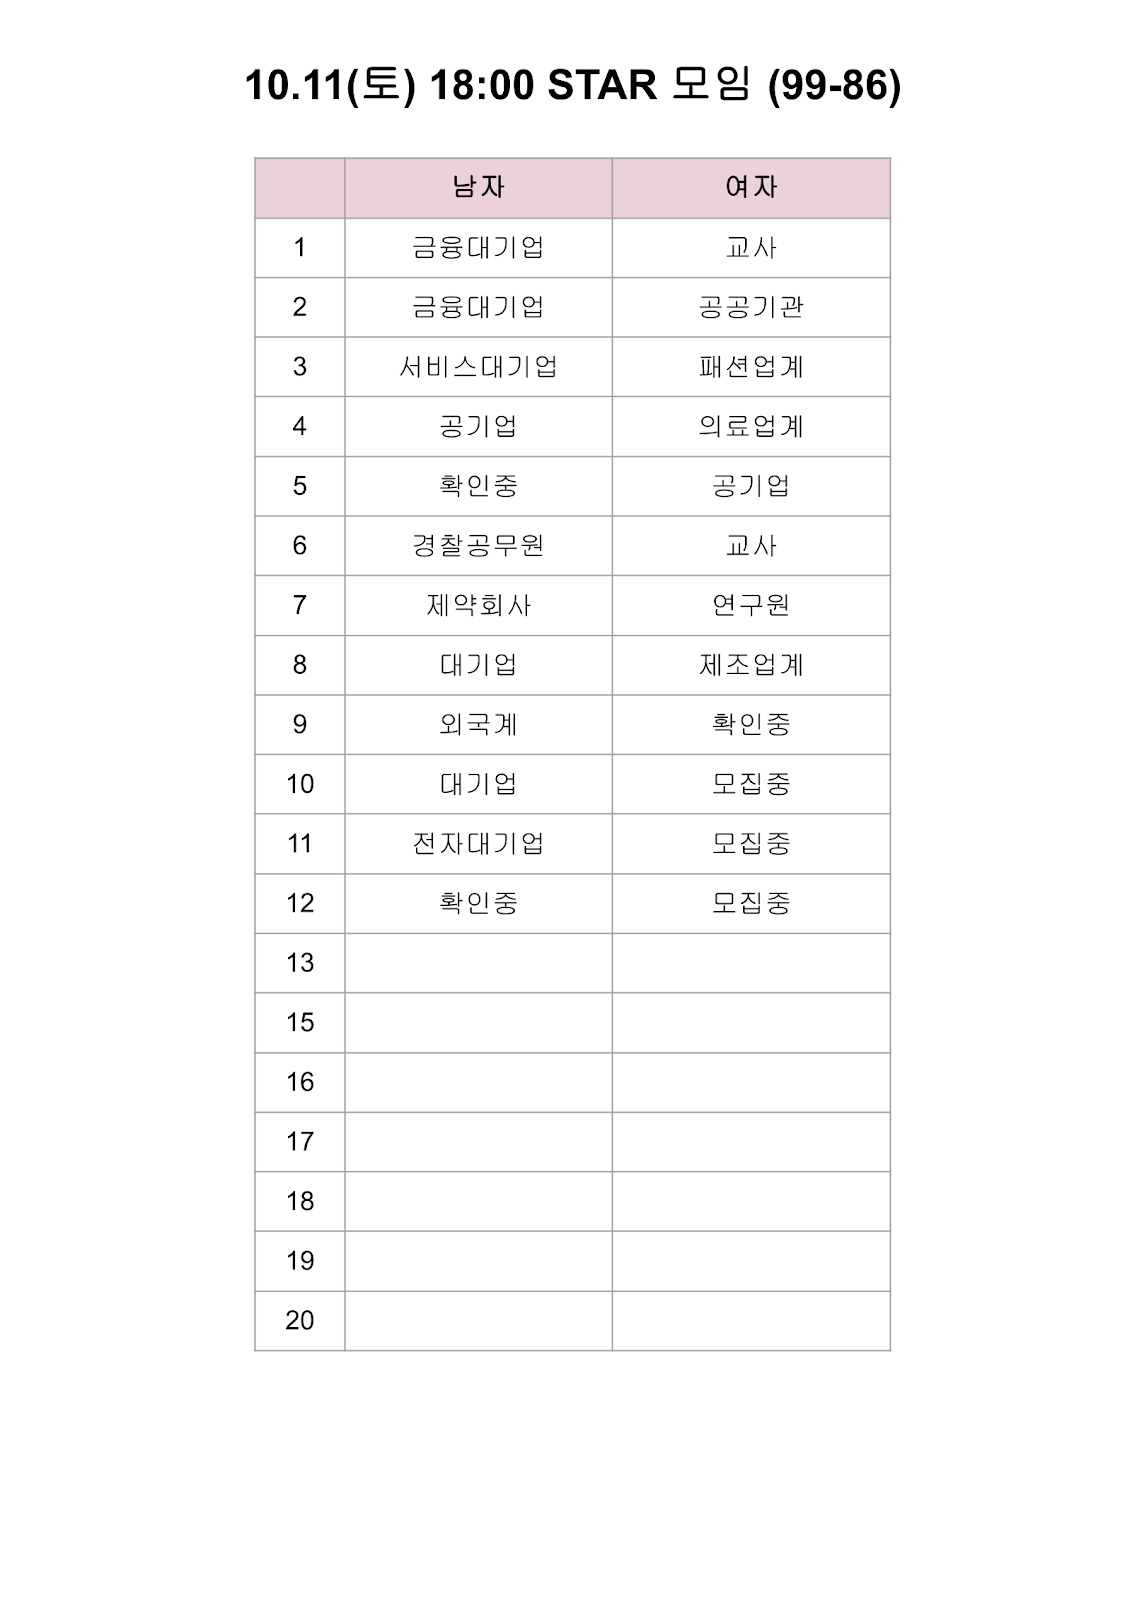 10.11(토) 18:00 STAR 모임 (99-86)
남자 여자
1 금융대기업 교사
2 금융대기업 공공기관
3 서비스대기업 패션업계
4 공기업 의료업계
5 확인중 공기업
6 경찰공무원 교사
7 제약회사 연구원
8 대기업 제조업계
9 외국계 확인중
10 대기업 모집중
11 전자대기업 모집중
12 확인중 모집중
13
15
16
17
18
19
20